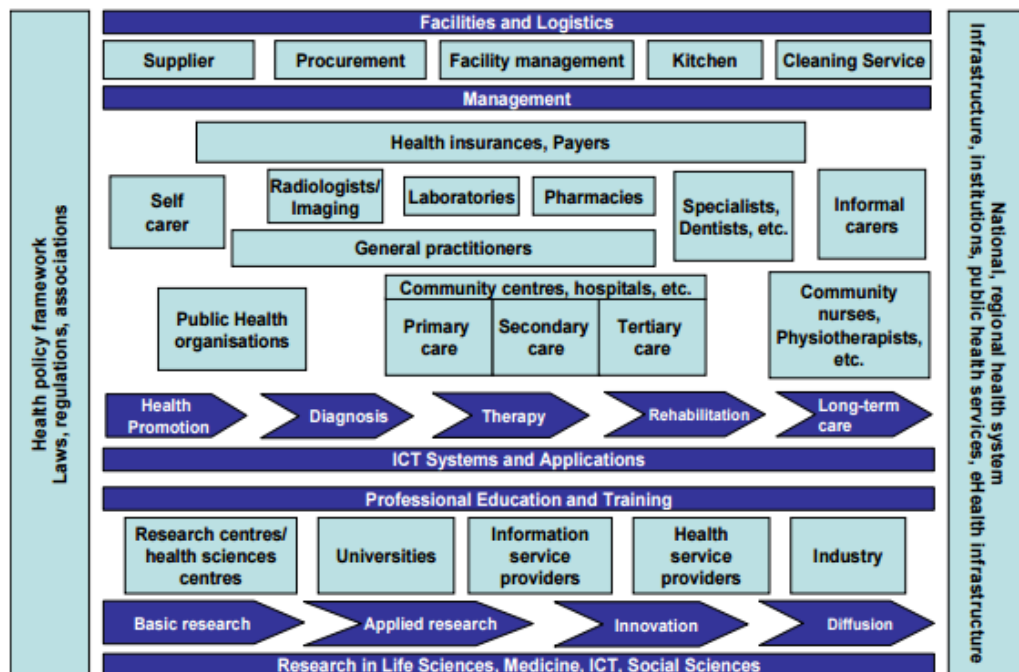 Facilities and Logistics
Supplier
Procurement
Facility management
Kitchen
Cleaning Service
Management
Health insurances, Payers
Self
carer
Radiologists/
Imaging
Laboratories
Pharmacies
Specialists,
Dentists, etc.
Informal
carers
General practitioners
Public Health
organisations
Community centres, hospitals, etc.
Primary
care
Secondary
care
Tertiary
care
Community
nurses,
Physiotherapists,
etc.
Health
Promotion
Diagnosis
Therapy
Rehabilitation
Long-term
care
ICT Systems and Applications
Professional Education and Training
Research centres/
health sciences
centres
Universities
Information
service
providers
Health
service
providers
Industry
Basic research
Applied research
Innovation
Diffusion
Research in Life Sciences, Medicine, ICT, Social Sciences
Health policy framework
Laws, regulations, associations
National, regional health system
Infrastructure, institutions, public health services, eHealth infrastructure